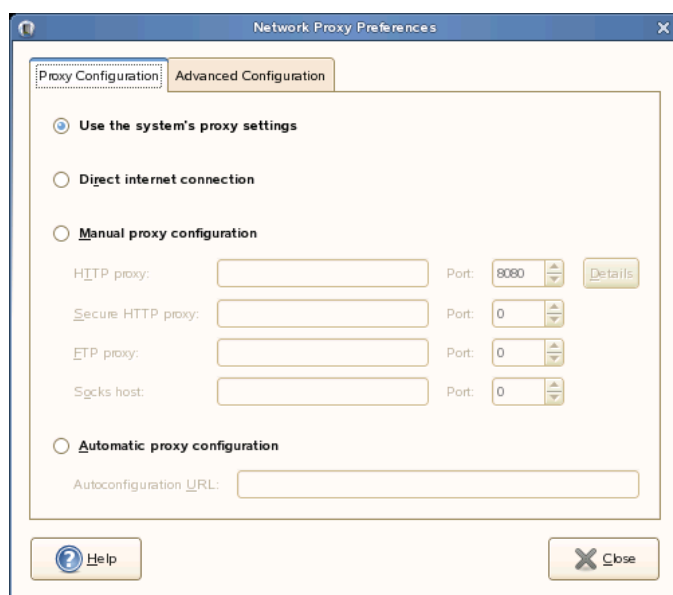 Network Proxy Preferences
Proxy Configuration Advanced Configuration
Use the system's proxy settings
Direct internet connection
Manual proxy configuration
HTTP proxy: Port: 8080 Details
Secure HTTP proxy: Port: 0
FTP proxy: Port: 0
Socks host: Port: 0
Automatic proxy configuration
Autoconfiguration URL:
Help Close